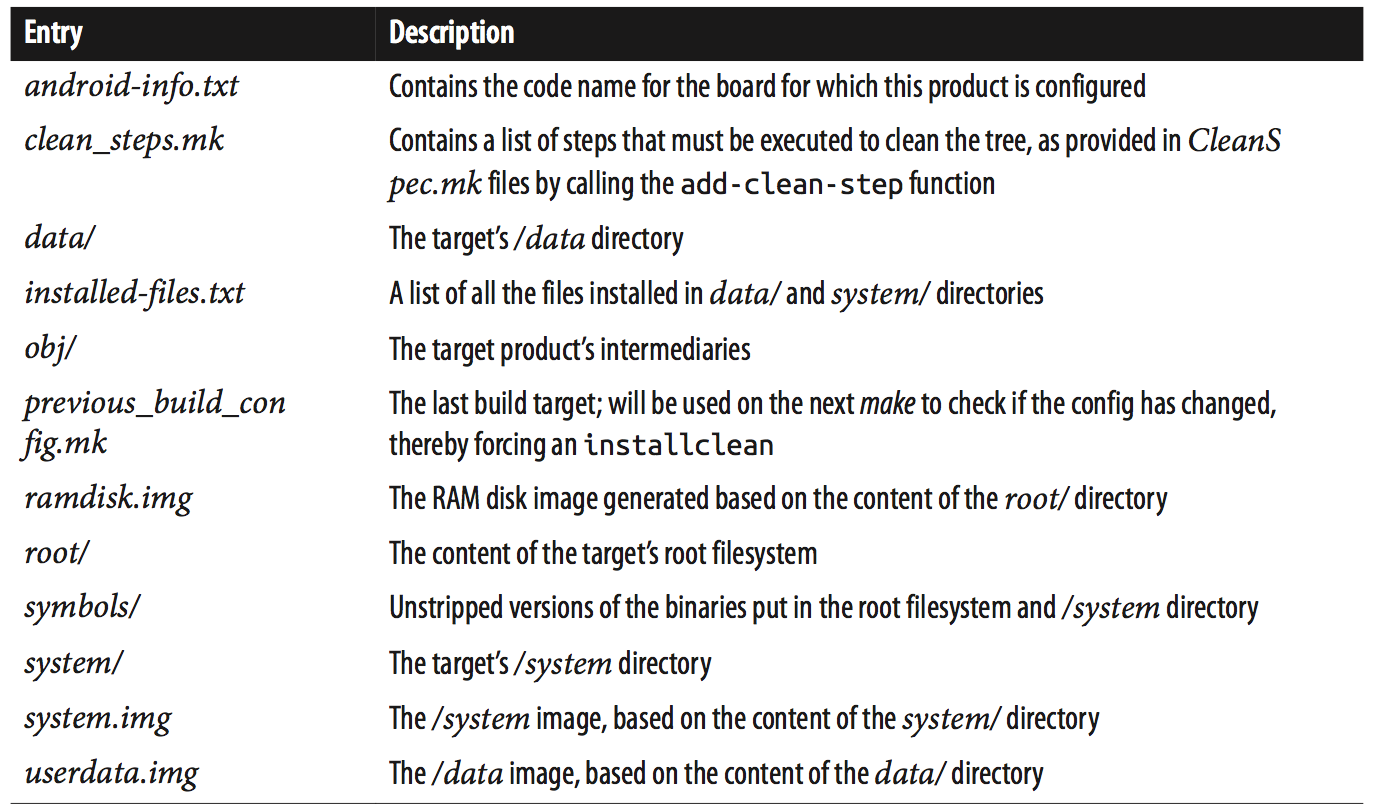 Entry Description
android-info.txt Contains the code name for the board for which this product is configured
clean_steps.mk Contains a list of steps that must be executed to clean the tree, as provided in CleanS
pec.mk files by calling the add-clean-step function
data/ The target’s /data directory
installed-files.txt A list of all the files installed in data/ and system/ directories
obj/ The target product’s intermediaries
previous_build_con The last build target; will be used on the next make to check if the config has changed,
fig.mk thereby forcing an installclean
ramdisk.img The RAM disk image generated based on the content of the root/ directory
root/ The content of the target’s root filesystem
symbols/ Unstripped versions of the binaries put in the root filesystem and /system directory
system/ The target’s /system directory
system.img The /system image, based on the content of the system/ directory
userdata.img The /data image, based on the content of the data/ directory